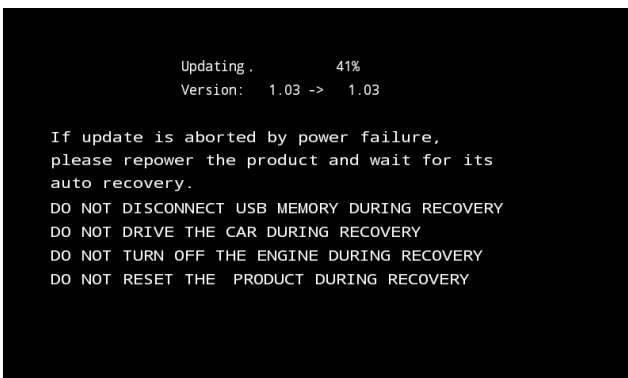 Updating. 41%
Version: 1.03 -> 1.03
If update is aborted by power failure,
please repower the product and wait for its
auto recovery.
DO NOT DISCONNECT USB MEMORY DURING RECOVERY
DO NOT DRIVE THE CAR DURING RECOVERY
DO NOT TURN OFF THE ENGINE DURING RECOVERY
DO NOT RESET THE PRODUCT DURING RECOVERY